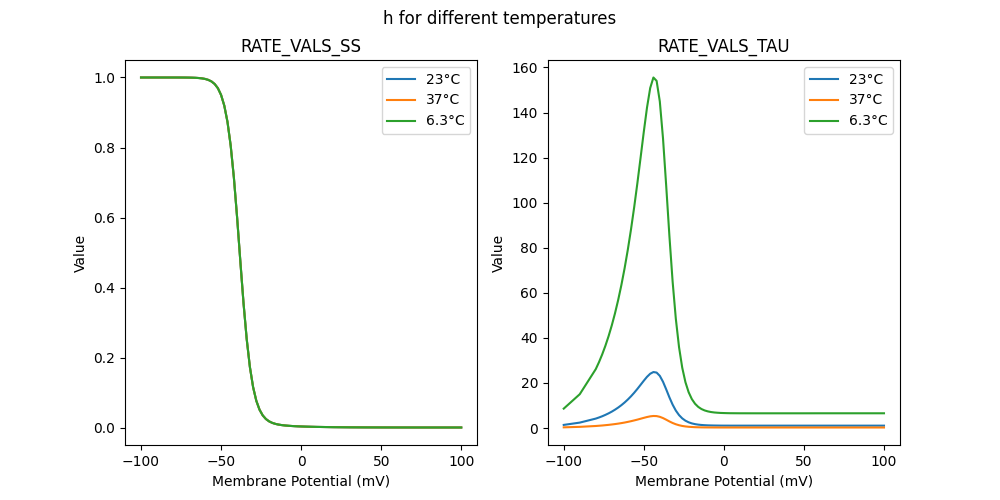 h for different temperatures
RATE_VALS_SS
Value
1.0
0.8
0.6
0.4
0.2
0.0
−100
−50
0
50
100
Membrane Potential (mV)
23°C
37°C
6.3°C
RATE_VALS_TAU
Value
160
140
120
100
80
60
40
20
0
−100
−50
0
50
100
Membrane Potential (mV)
23°C
37°C
6.3°C